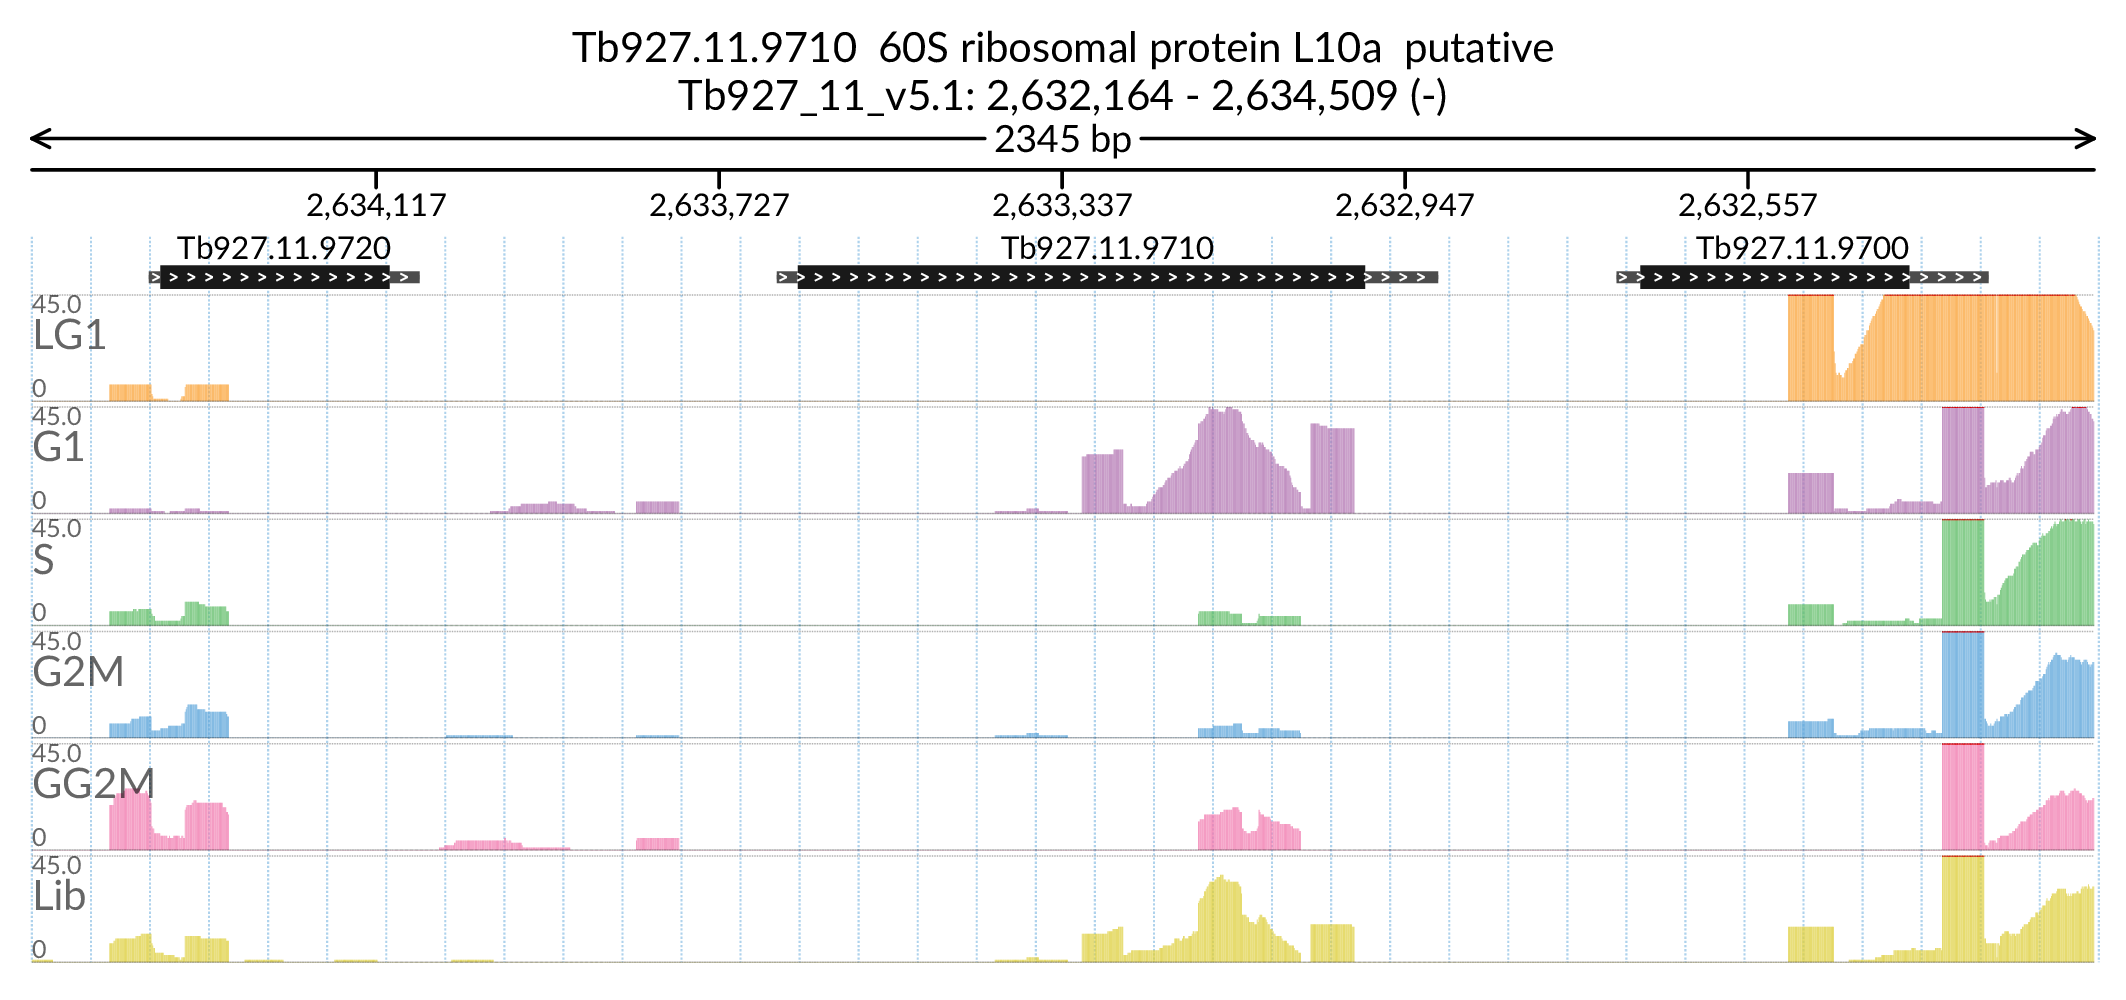 Tb927.11.9710  60S ribosomal protein L10a  putative
Tb927_11_v5.1: 2,632,164 - 2,634,509 (-)
2345 bp
2,634,117 2,633,727 2,633,337 2,632,947 2,632,557
Tb927.11.9720 Tb927.11.9710 Tb927.11.9700
45.0
LG1
0
45.0
G1
0
45.0
S
0
45.0
G2M
0
45.0
GG2M
0
45.0
Lib
0